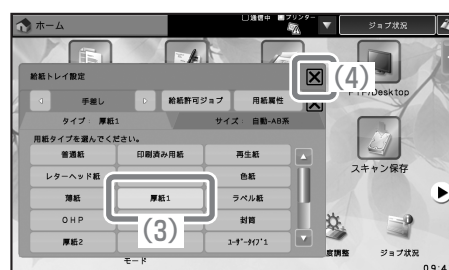 ホーム
通信中 プリンター
ジョブ状況
給紙トレイ設定
(4)
手差し 給紙許可ジョブ 用紙属性
タイプ: 厚紙1 サイズ: 自動-AB系
用紙タイプを選んでください。
普通紙 印刷済み用紙 再生紙
レターヘッド紙 色紙
薄紙 厚紙1 ラベル紙
OHP (3) 封筒
厚紙2 ユーザータイプ1
スキャン保存
モード
ジョブ状況